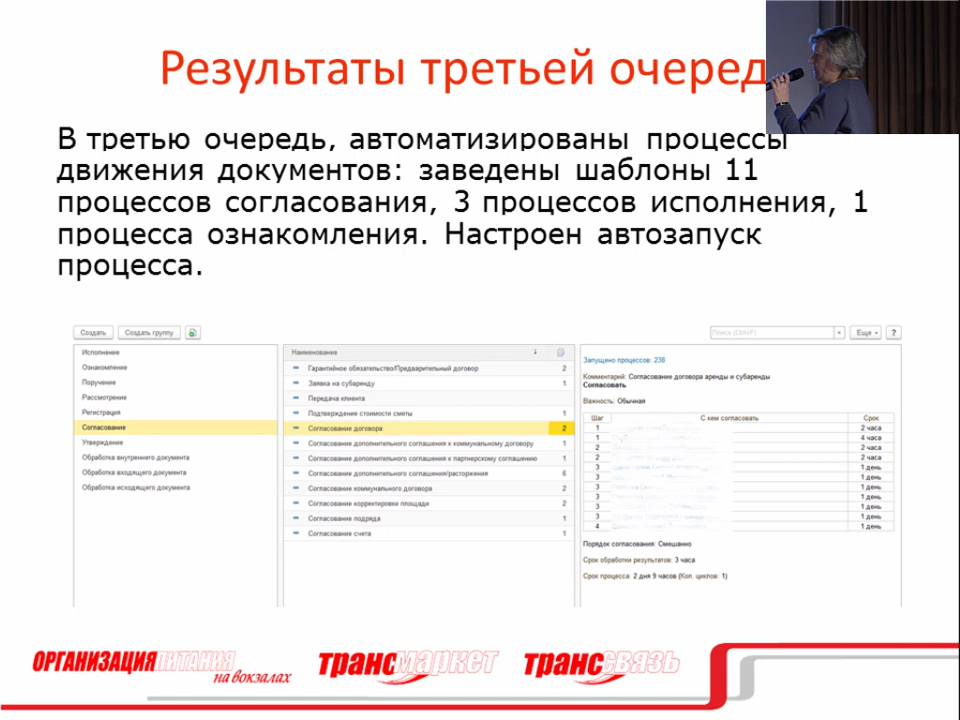 Результаты третьей очеред
В третью очередь, автоматизированы процессы
движения документов: заведены шаблоны 11
процессов согласования, 3 процессов исполнения, 1
процесса ознакомления. Настроен автозапуск
процесса.
Создать Создать группу Поиск (Ctrl+F) × Еще ?
Исполнение
Ознакомление
Поручение
Рассмотрение
Регистрация
Согласование
Утверждение
Обработка внутреннего документа
Обработка входящего документа
Обработка исходящего документа
Наименование
Гарантийное обязательство/Предварительный договор 2
Заявка на субаренду 1
Передача клиента
Подтверждение стоимости сметы 1
Согласование договора 2
Согласование дополнительного соглашения к коммунальному договору 1
Согласование дополнительного соглашения к партнерскому соглашению 1
Согласование дополнительного соглашения/расторжения 6
Согласование коммунального договора 2
Согласование корректировки площади 2
Согласование подряда 1
Согласование счета 1
Запущено процессов: 238
Комментарий: Согласование договора аренды и субаренды
Согласовать
Важность: Обычная
Шаг С кем согласовать Срок
1 2 часа
1 4 часа
2 2 часа
2 2 часа
3 1 день
3 1 день
3 1 день
3 1 день
3 1 день
3 1 день
4 1 день
Порядок согласования: Смешанно
Срок обработки результатов: 3 часа
Срок процесса: 2 дня 9 часов (Кол. циклов: 1)
ОРГАНИЗАЦИЯ ПИТАНИЯ
на вокзалах
трансмаркет
транссвязь